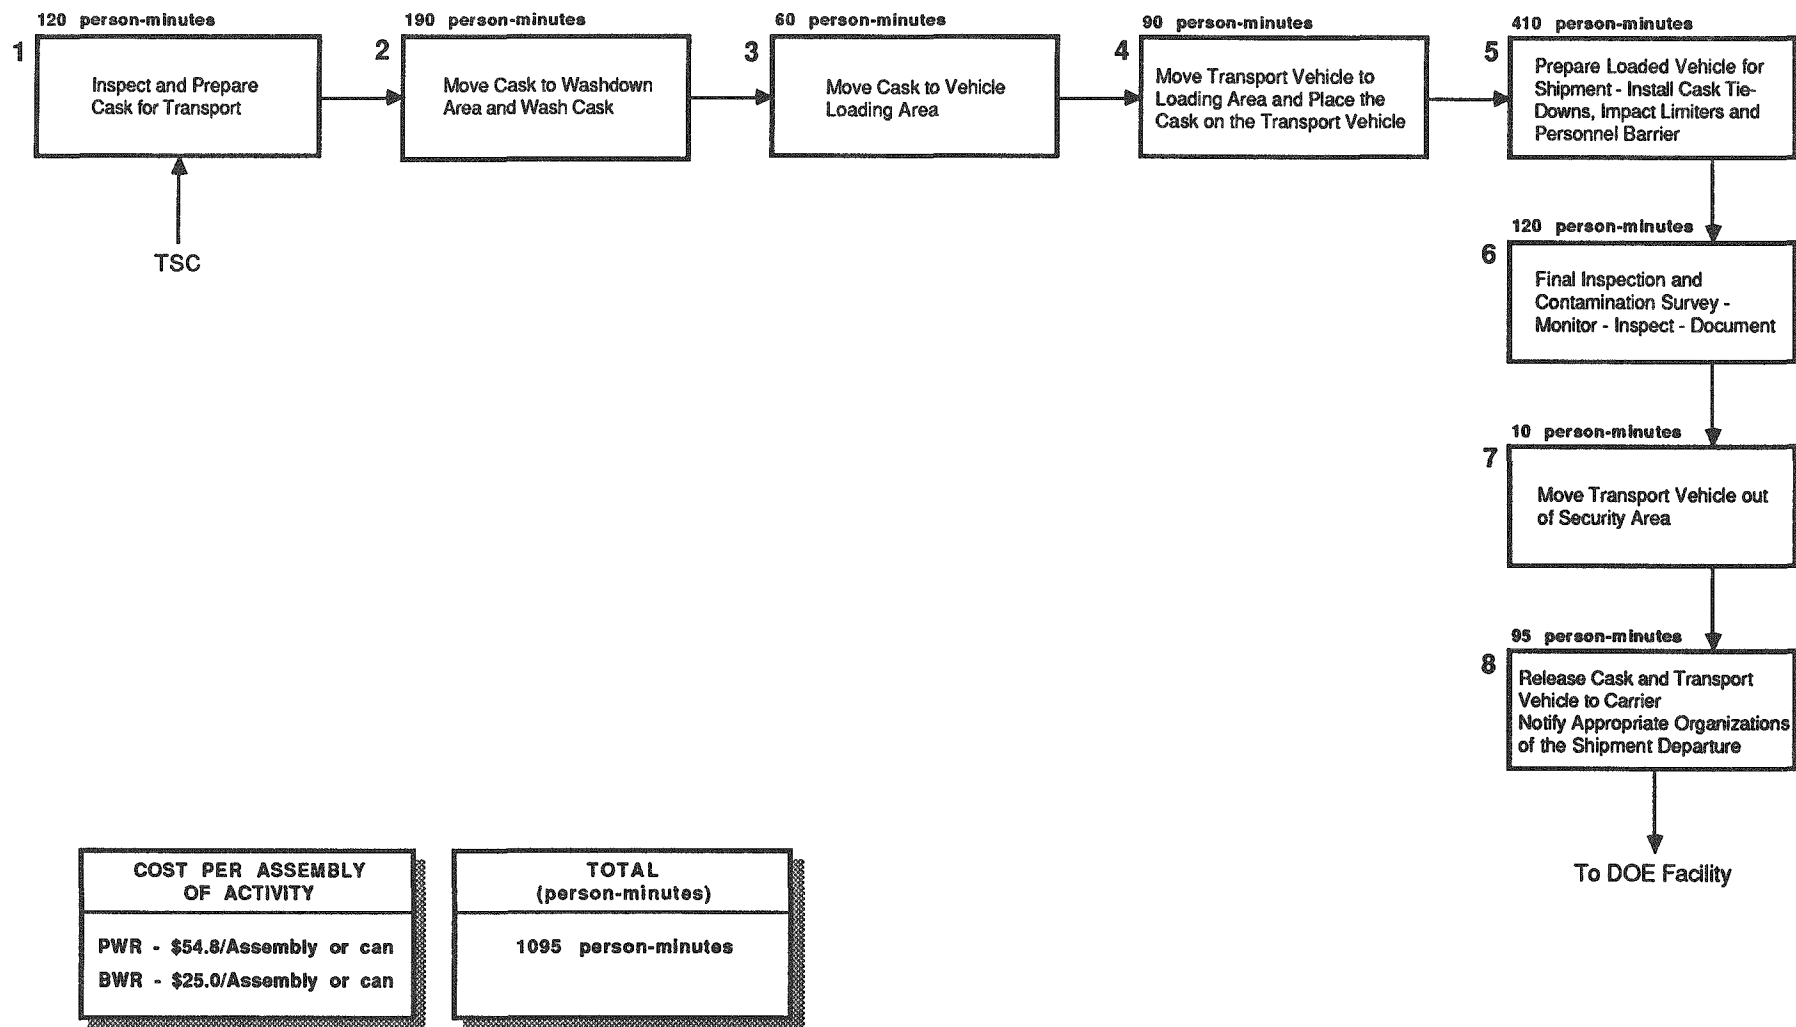 120 person-minutes
1
Inspect and Prepare
Cask for Transport
TSC
190 person-minutes
2
Move Cask to Washdown
Area and Wash Cask
60 person-minutes
3
Move Cask to Vehicle
Loading Area
90 person-minutes
4
Move Transport Vehicle to
Loading Area and Place the
Cask on the Transport Vehicle
410 person-minutes
5
Prepare Loaded Vehicle for
Shipment - Install Cask Tie-
Downs, Impact Limiters and
Personnel Barrier
120 person-minutes
6
Final Inspection and
Contamination Survey -
Monitor - Inspect - Document
10 person-minutes
7
Move Transport Vehicle out
of Security Area
95 person-minutes
8
Release Cask and Transport
Vehicle to Carrier
Notify Appropriate Organizations
of the Shipment Departure
To DOE Facility
COST PER ASSEMBLY
OF ACTIVITY
PWR - $54.8/Assembly or can
BWR - $25.0/Assembly or can
TOTAL
(person-minutes)
1095 person-minutes